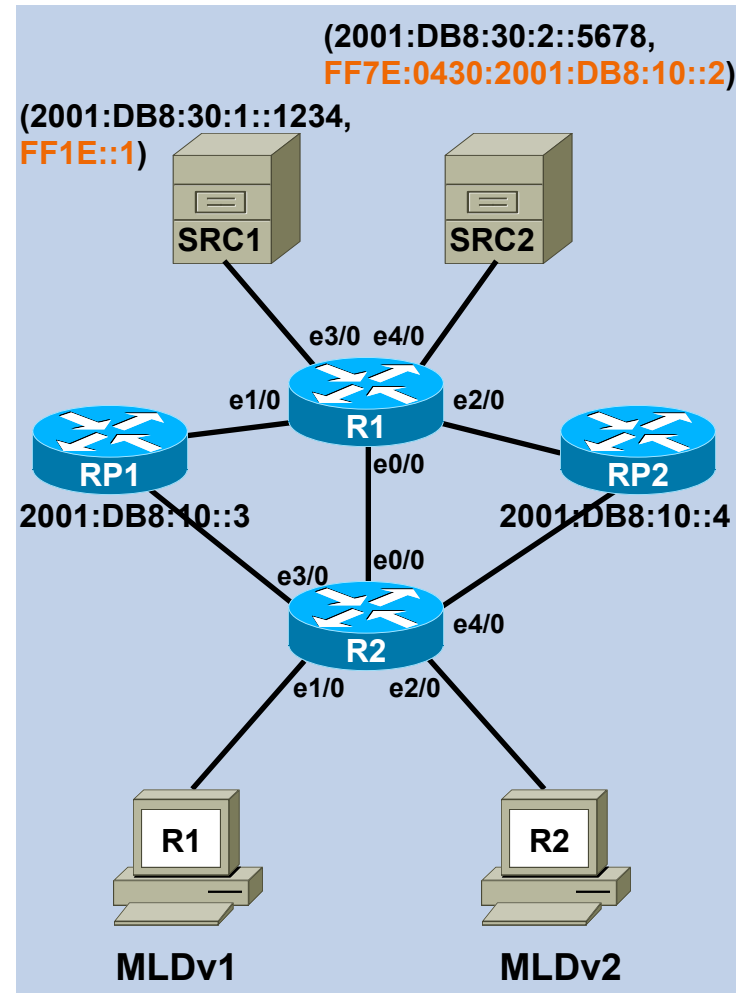 (2001:DB8:30:2::5678,
FF7E:0430:2001:DB8:10::2)
(2001:DB8:30:1::1234,
FF1E::1)
SRC1
SRC2
e3/0
e4/0
e1/0
e2/0
R1
e0/0
RP1
RP2
2001:DB8:10::3
2001:DB8:10::4
e3/0
e0/0
e4/0
R2
e1/0
e2/0
R1
R2
MLDv1
MLDv2